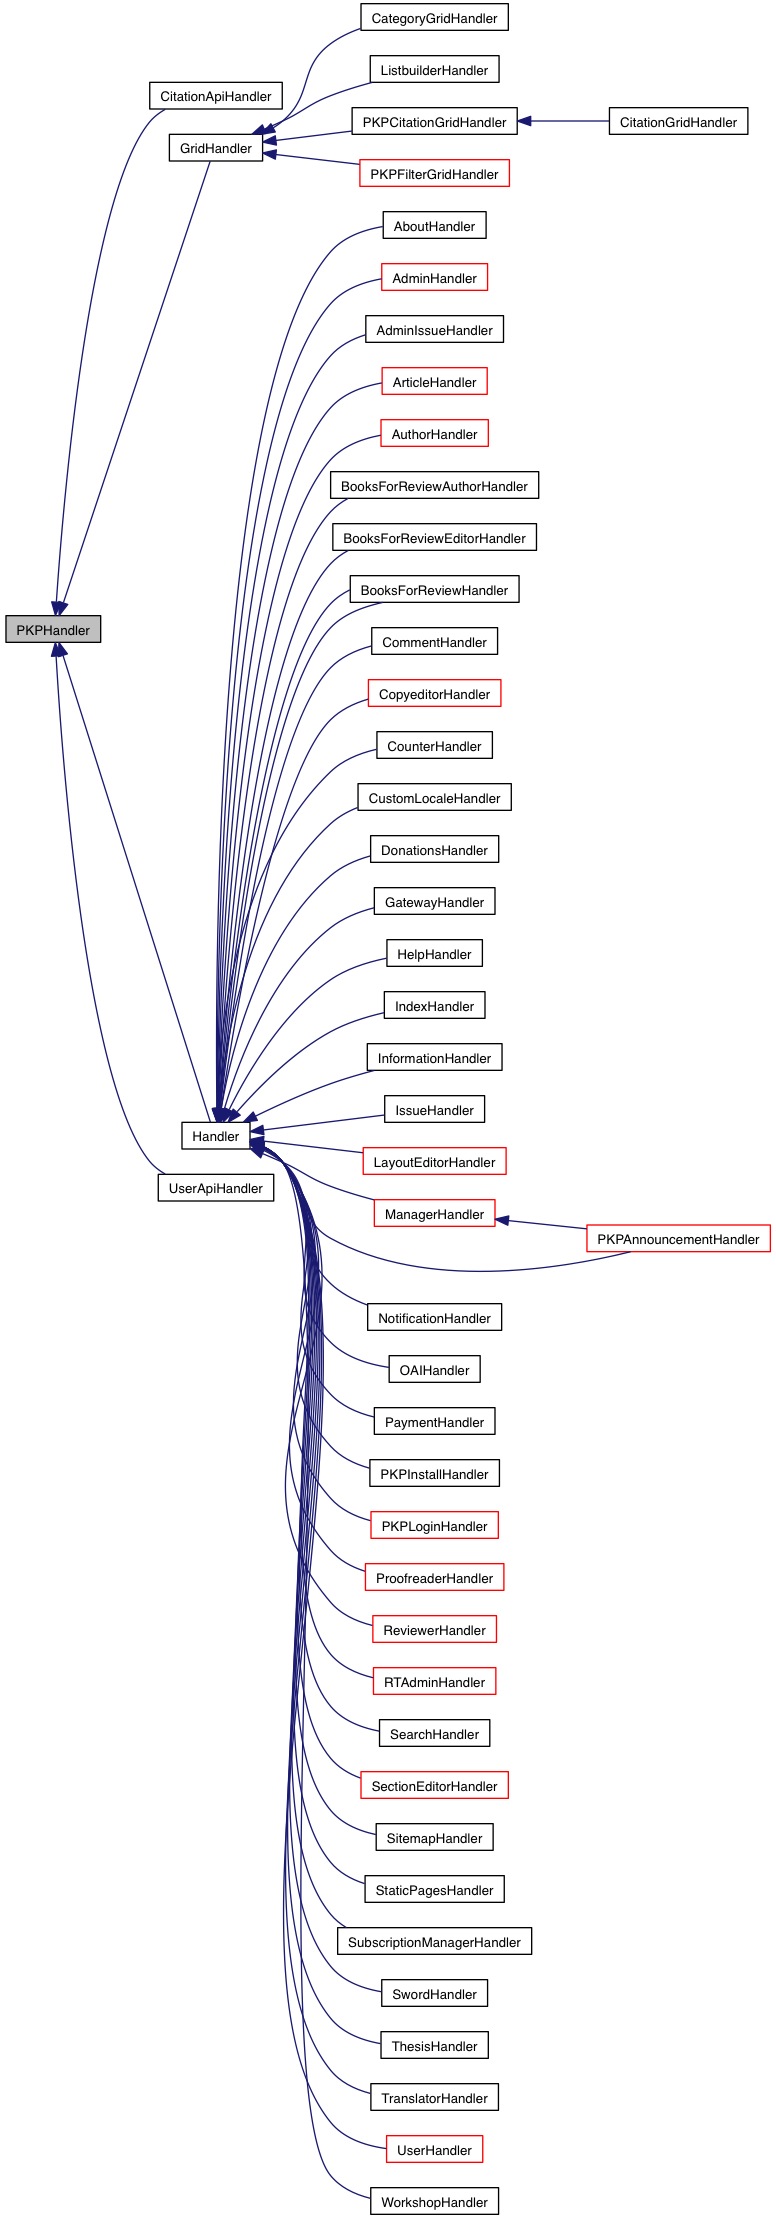 CategoryGridHandler
ListbuilderHandler
CitationApiHandler
PKPCitationGridHandler
CitationGridHandler
GridHandler
PKPFilterGridHandler
AboutHandler
AdminHandler
AdminIssueHandler
ArticleHandler
AuthorHandler
BooksForReviewAuthorHandler
BooksForReviewEditorHandler
BooksForReviewHandler
PKPHandler
CommentHandler
CopyeditorHandler
CounterHandler
CustomLocaleHandler
DonationsHandler
GatewayHandler
HelpHandler
IndexHandler
InformationHandler
IssueHandler
Handler
LayoutEditorHandler
UserApiHandler
ManagerHandler
PKPAnnouncementHandler
NotificationHandler
OAIHandler
PaymentHandler
PKPInstallHandler
PKPLoginHandler
ProofreaderHandler
ReviewerHandler
RTAdminHandler
SearchHandler
SectionEditorHandler
SitemapHandler
StaticPagesHandler
SubscriptionManagerHandler
SwordHandler
ThesisHandler
TranslatorHandler
UserHandler
WorkshopHandler